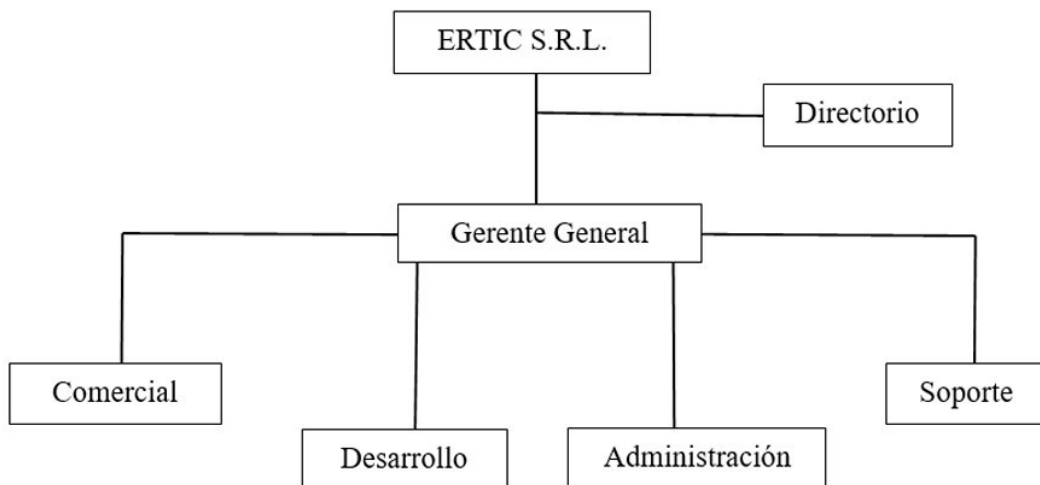 ERTIC S.R.L.
Directorio
Gerente General
Comercial
Soporte
Desarrollo
Administración